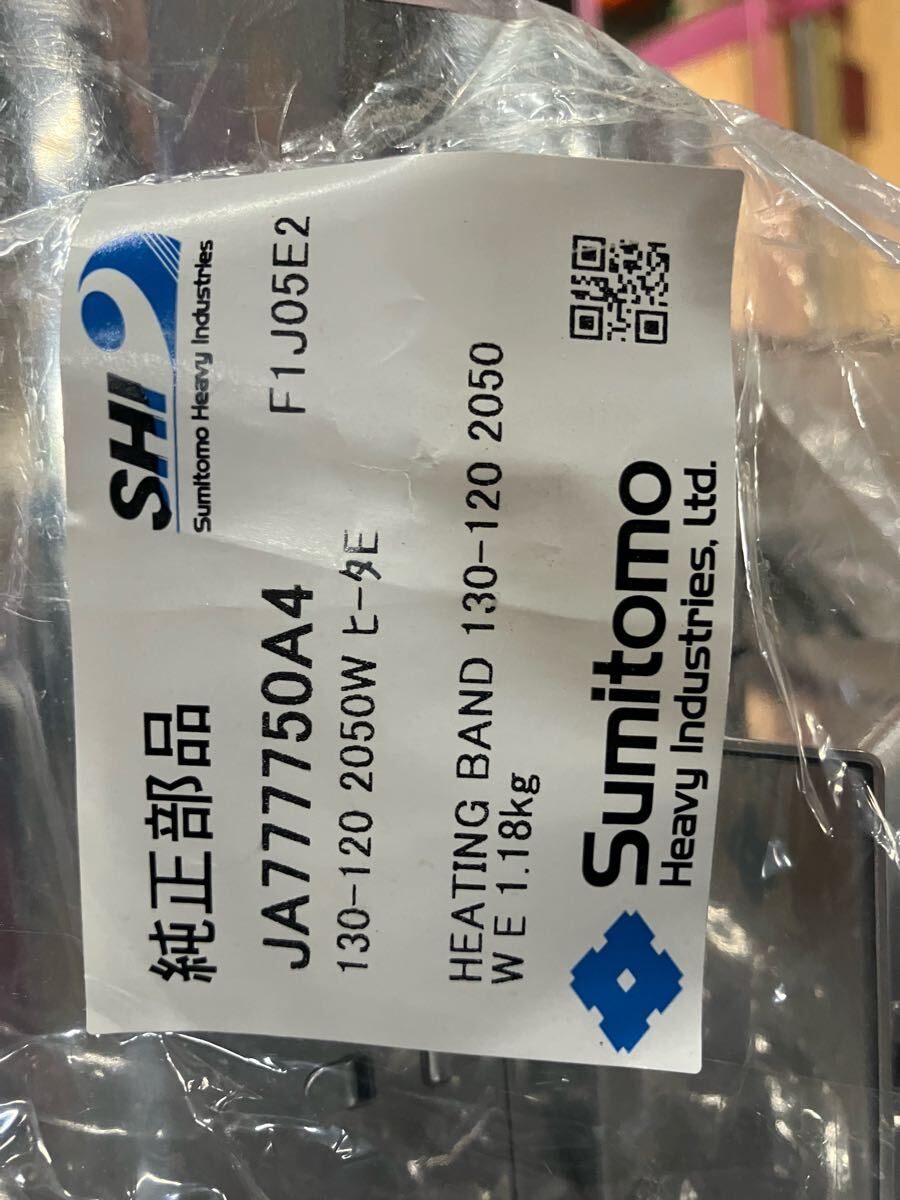 純正部品
SHI
Sumitomo Heavy Industries
JA777750A4 F1J05E2
130-120 2050W ヒータE
HEATING BAND 130-120 2050
W E 1.18kg
Sumitomo
Heavy Industries, Ltd.